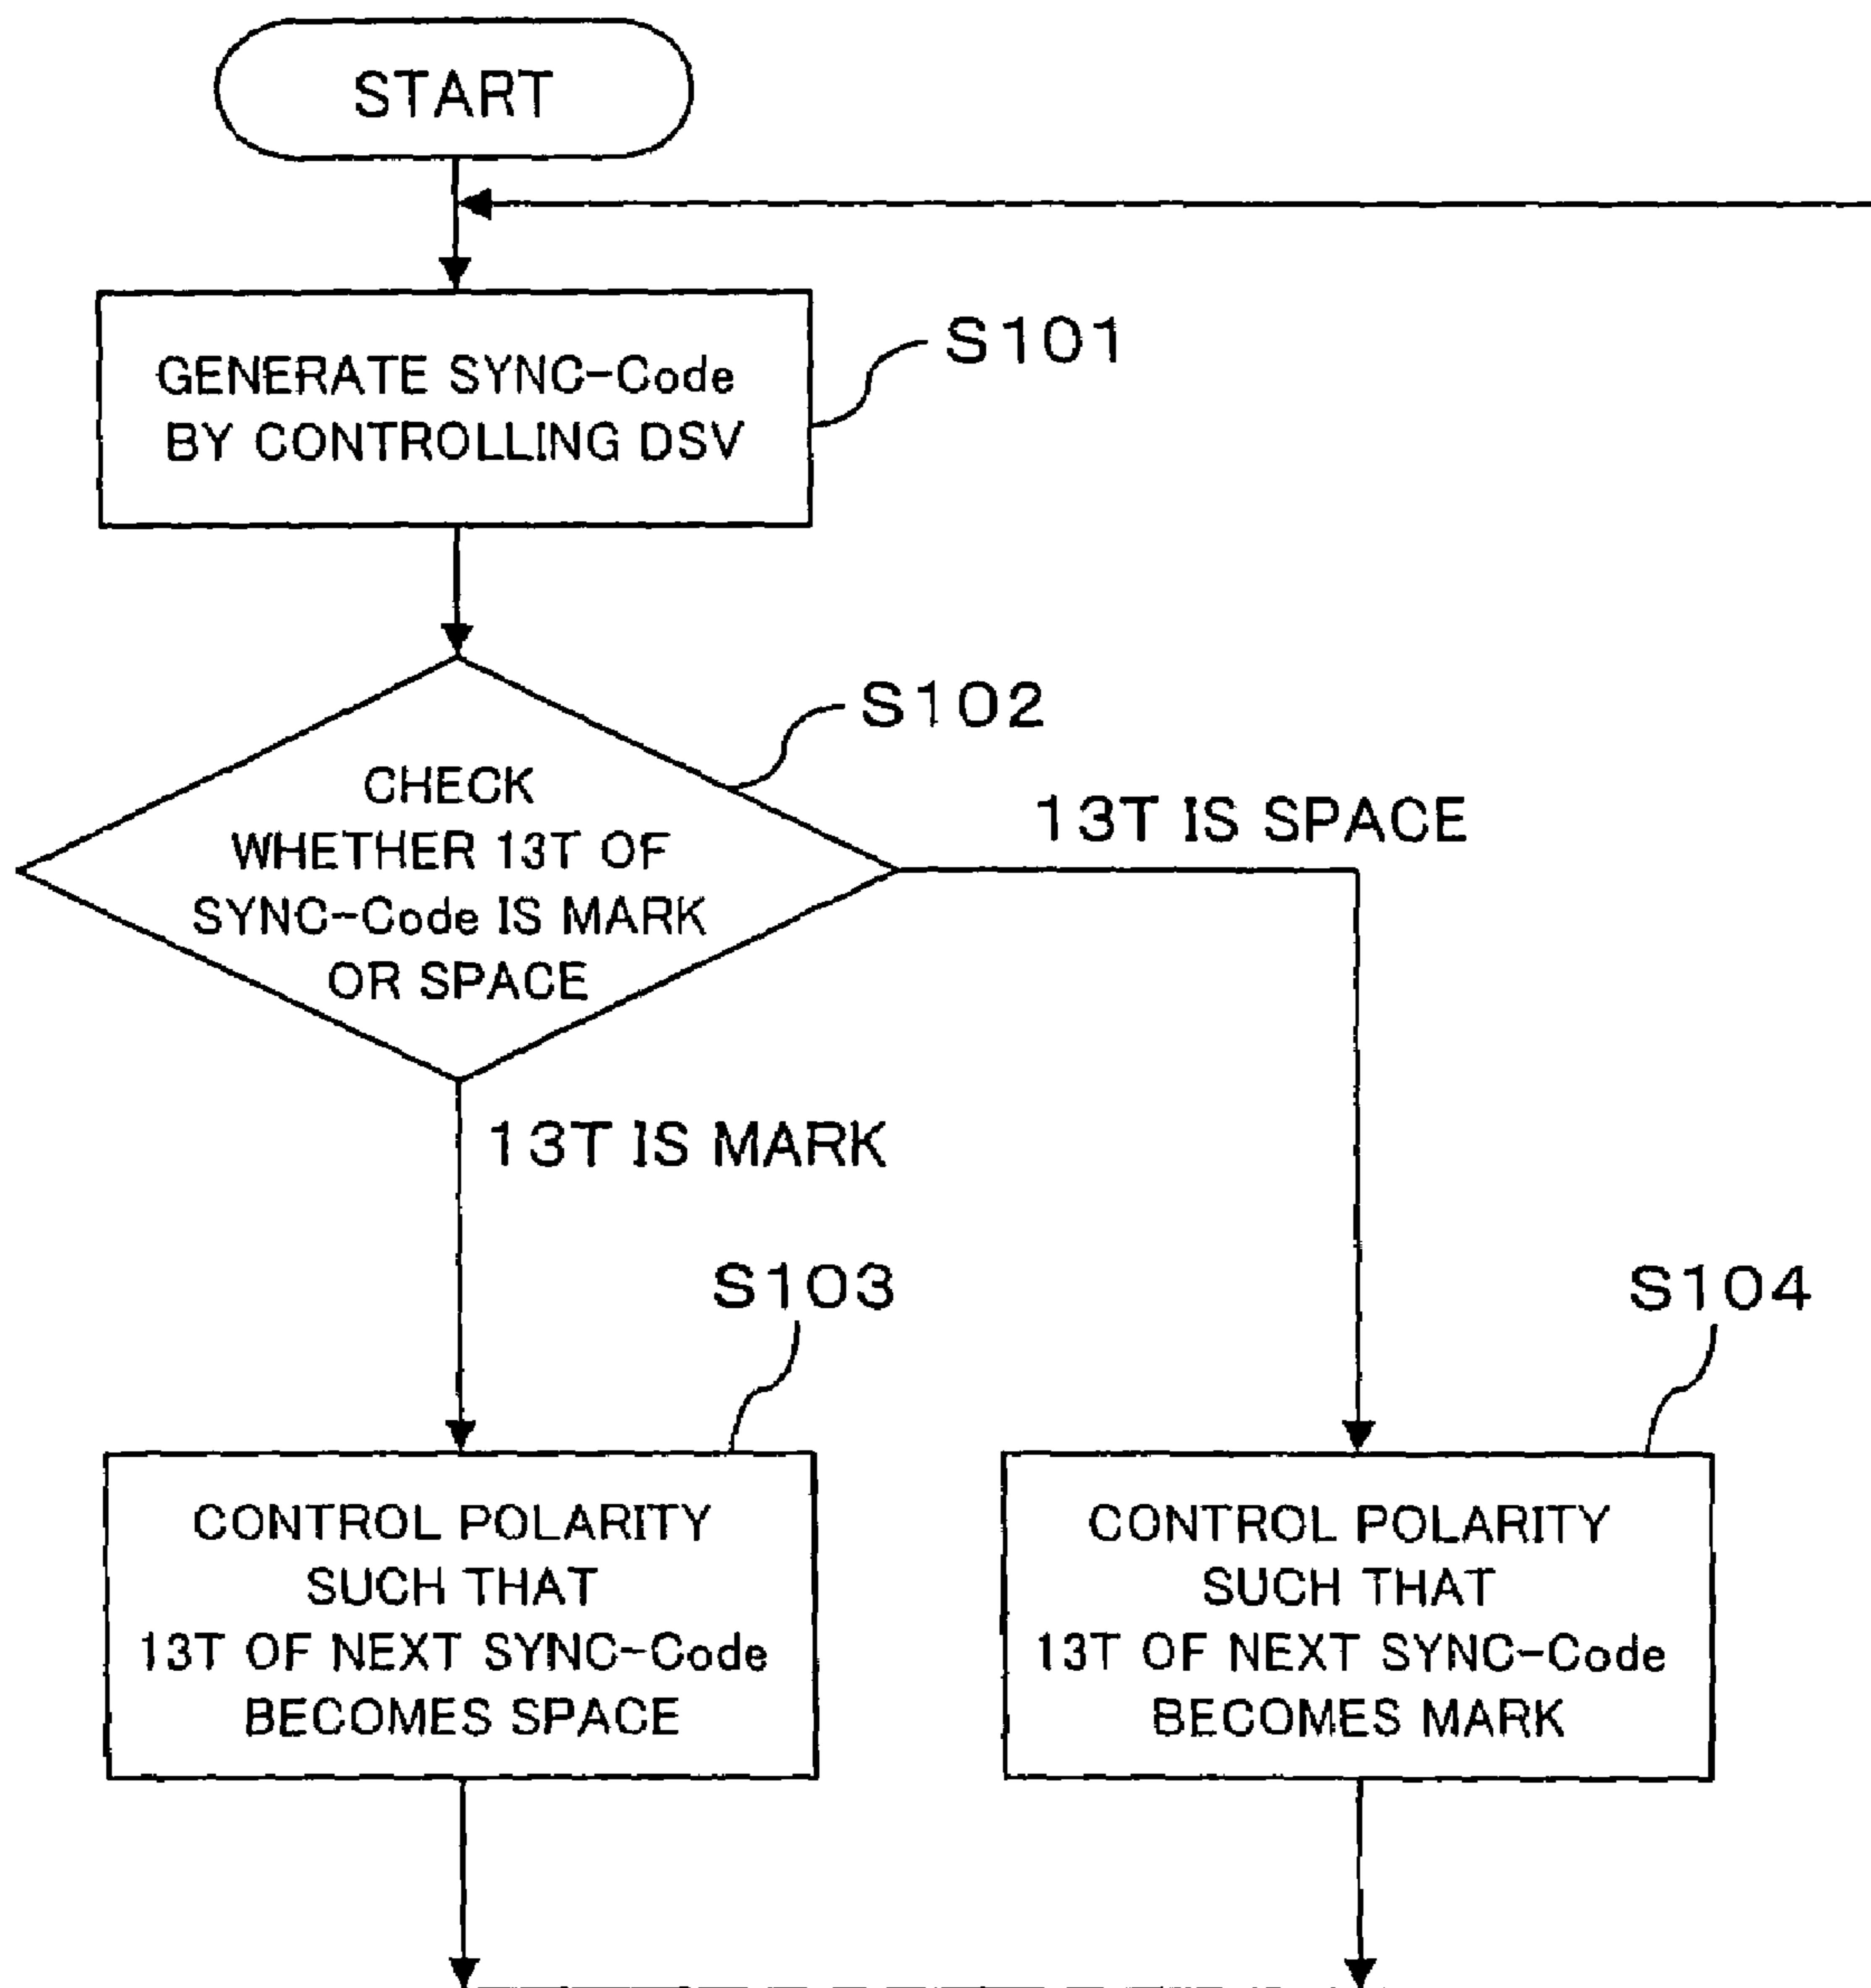 START
GENERATE SYNC-Code
BY CONTROLLING DSV
S101
S102
CHECK
WHETHER 13T OF
SYNC-Code IS MARK
OR SPACE
13T IS SPACE
13T IS MARK
S103
CONTROL POLARITY
SUCH THAT
13T OF NEXT SYNC-Code
BECOMES SPACE
S104
CONTROL POLARITY
SUCH THAT
13T OF NEXT SYNC-Code
BECOMES MARK